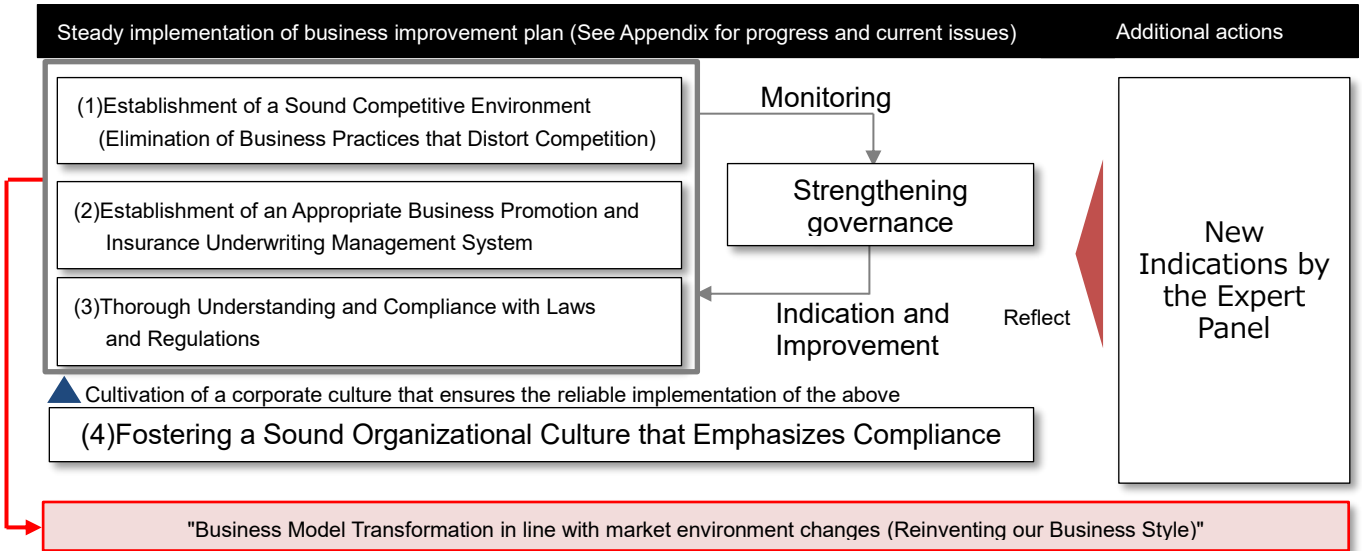 Steady implementation of business improvement plan (See Appendix for progress and current issues)
Additional actions
(1)Establishment of a Sound Competitive Environment
(Elimination of Business Practices that Distort Competition)
(2)Establishment of an Appropriate Business Promotion and
Insurance Underwriting Management System
(3)Thorough Understanding and Compliance with Laws
and Regulations
Monitoring
Strengthening
governance
Indication and
Improvement
Reflect
New
Indications by
the Expert
Panel
Cultivation of a corporate culture that ensures the reliable implementation of the above
(4)Fostering a Sound Organizational Culture that Emphasizes Compliance
"Business Model Transformation in line with market environment changes (Reinventing our Business Style)"